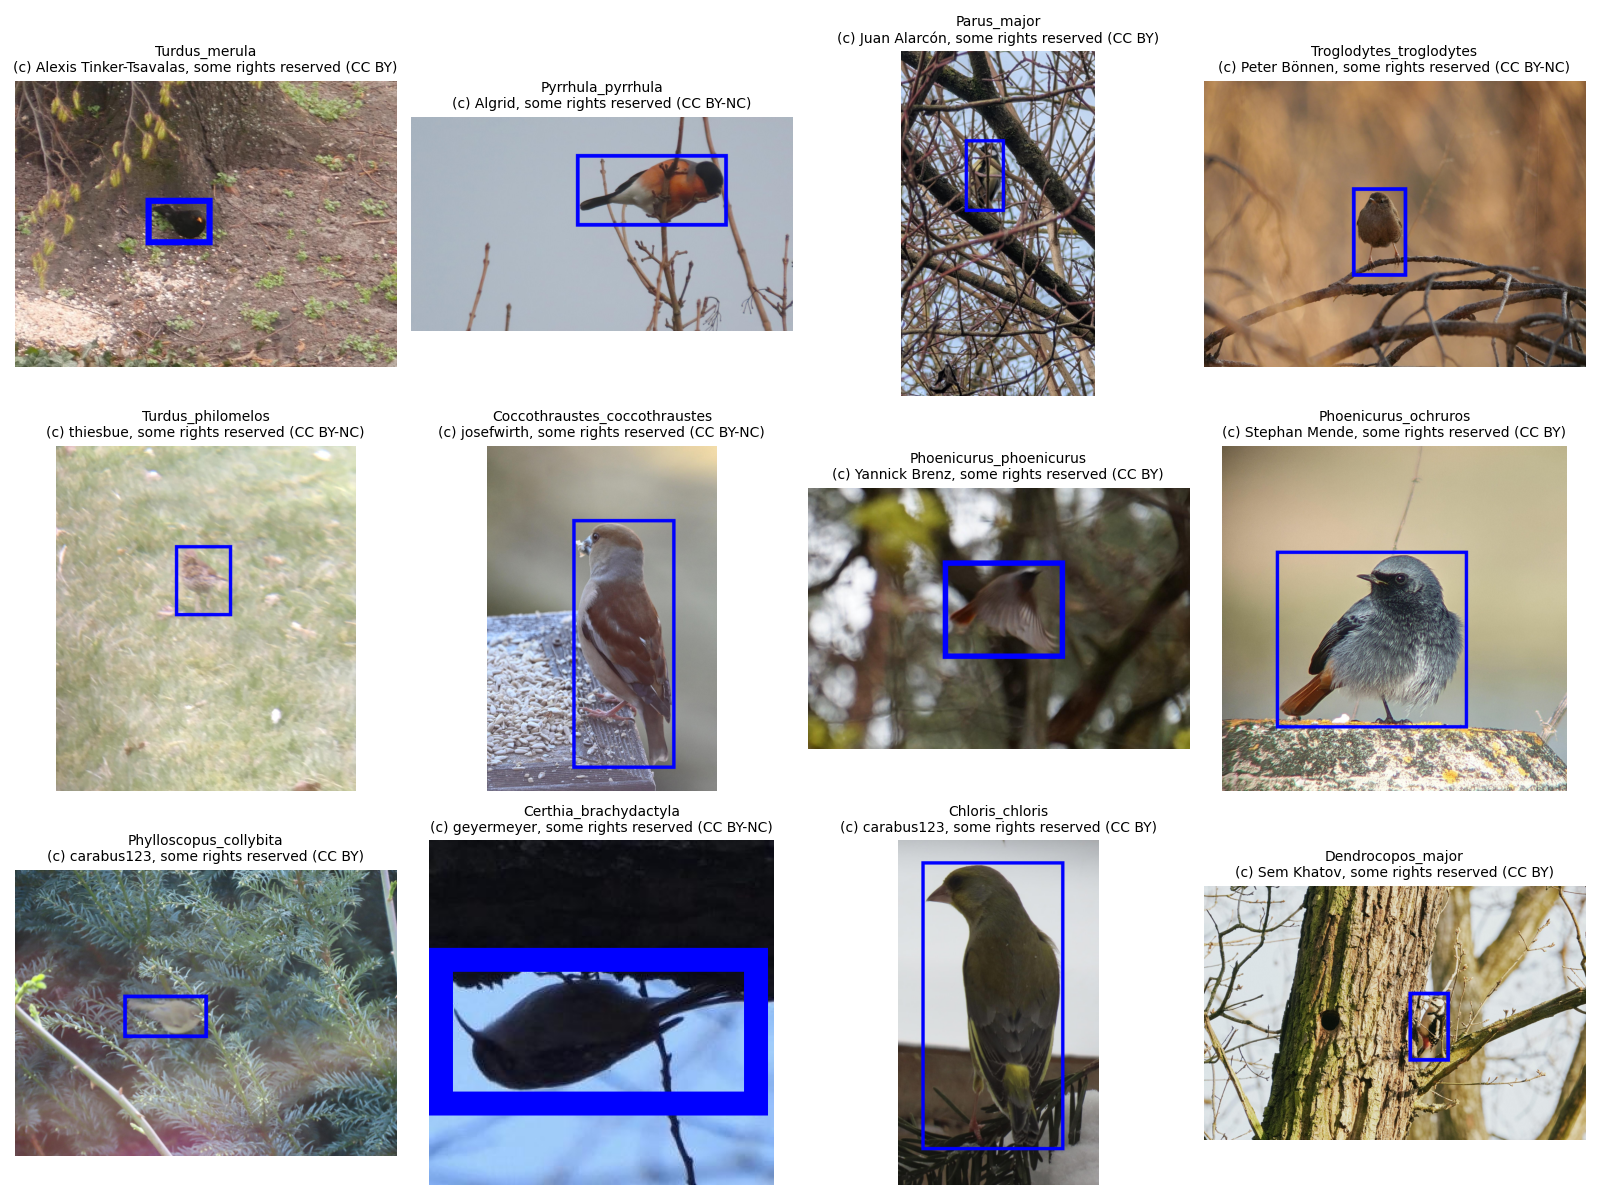 Turdus_merula
(c) Alexis Tinker-Tsavalas, some rights reserved (CC BY)
Pyrrhula_pyrrhula
(c) Algrid, some rights reserved (CC BY-NC)
Parus_major
(c) Juan Alarcón, some rights reserved (CC BY)
Troglodytes_troglodytes
(c) Peter Bönnen, some rights reserved (CC BY-NC)
Turdus_philomelos
(c) thiesbue, some rights reserved (CC BY-NC)
Coccothraustes_coccothraustes
(c) josefwirth, some rights reserved (CC BY-NC)
Phoenicurus_phoenicurus
(c) Yannick Brenz, some rights reserved (CC BY)
Phoenicurus_ochruros
(c) Stephan Mende, some rights reserved (CC BY)
Phylloscopus_collybita
(c) carabus123, some rights reserved (CC BY)
Certhia_brachydactyla
(c) geyermeyer, some rights reserved (CC BY-NC)
Chloris_chloris
(c) carabus123, some rights reserved (CC BY)
Dendrocopos_major
(c) Sem Khatov, some rights reserved (CC BY)